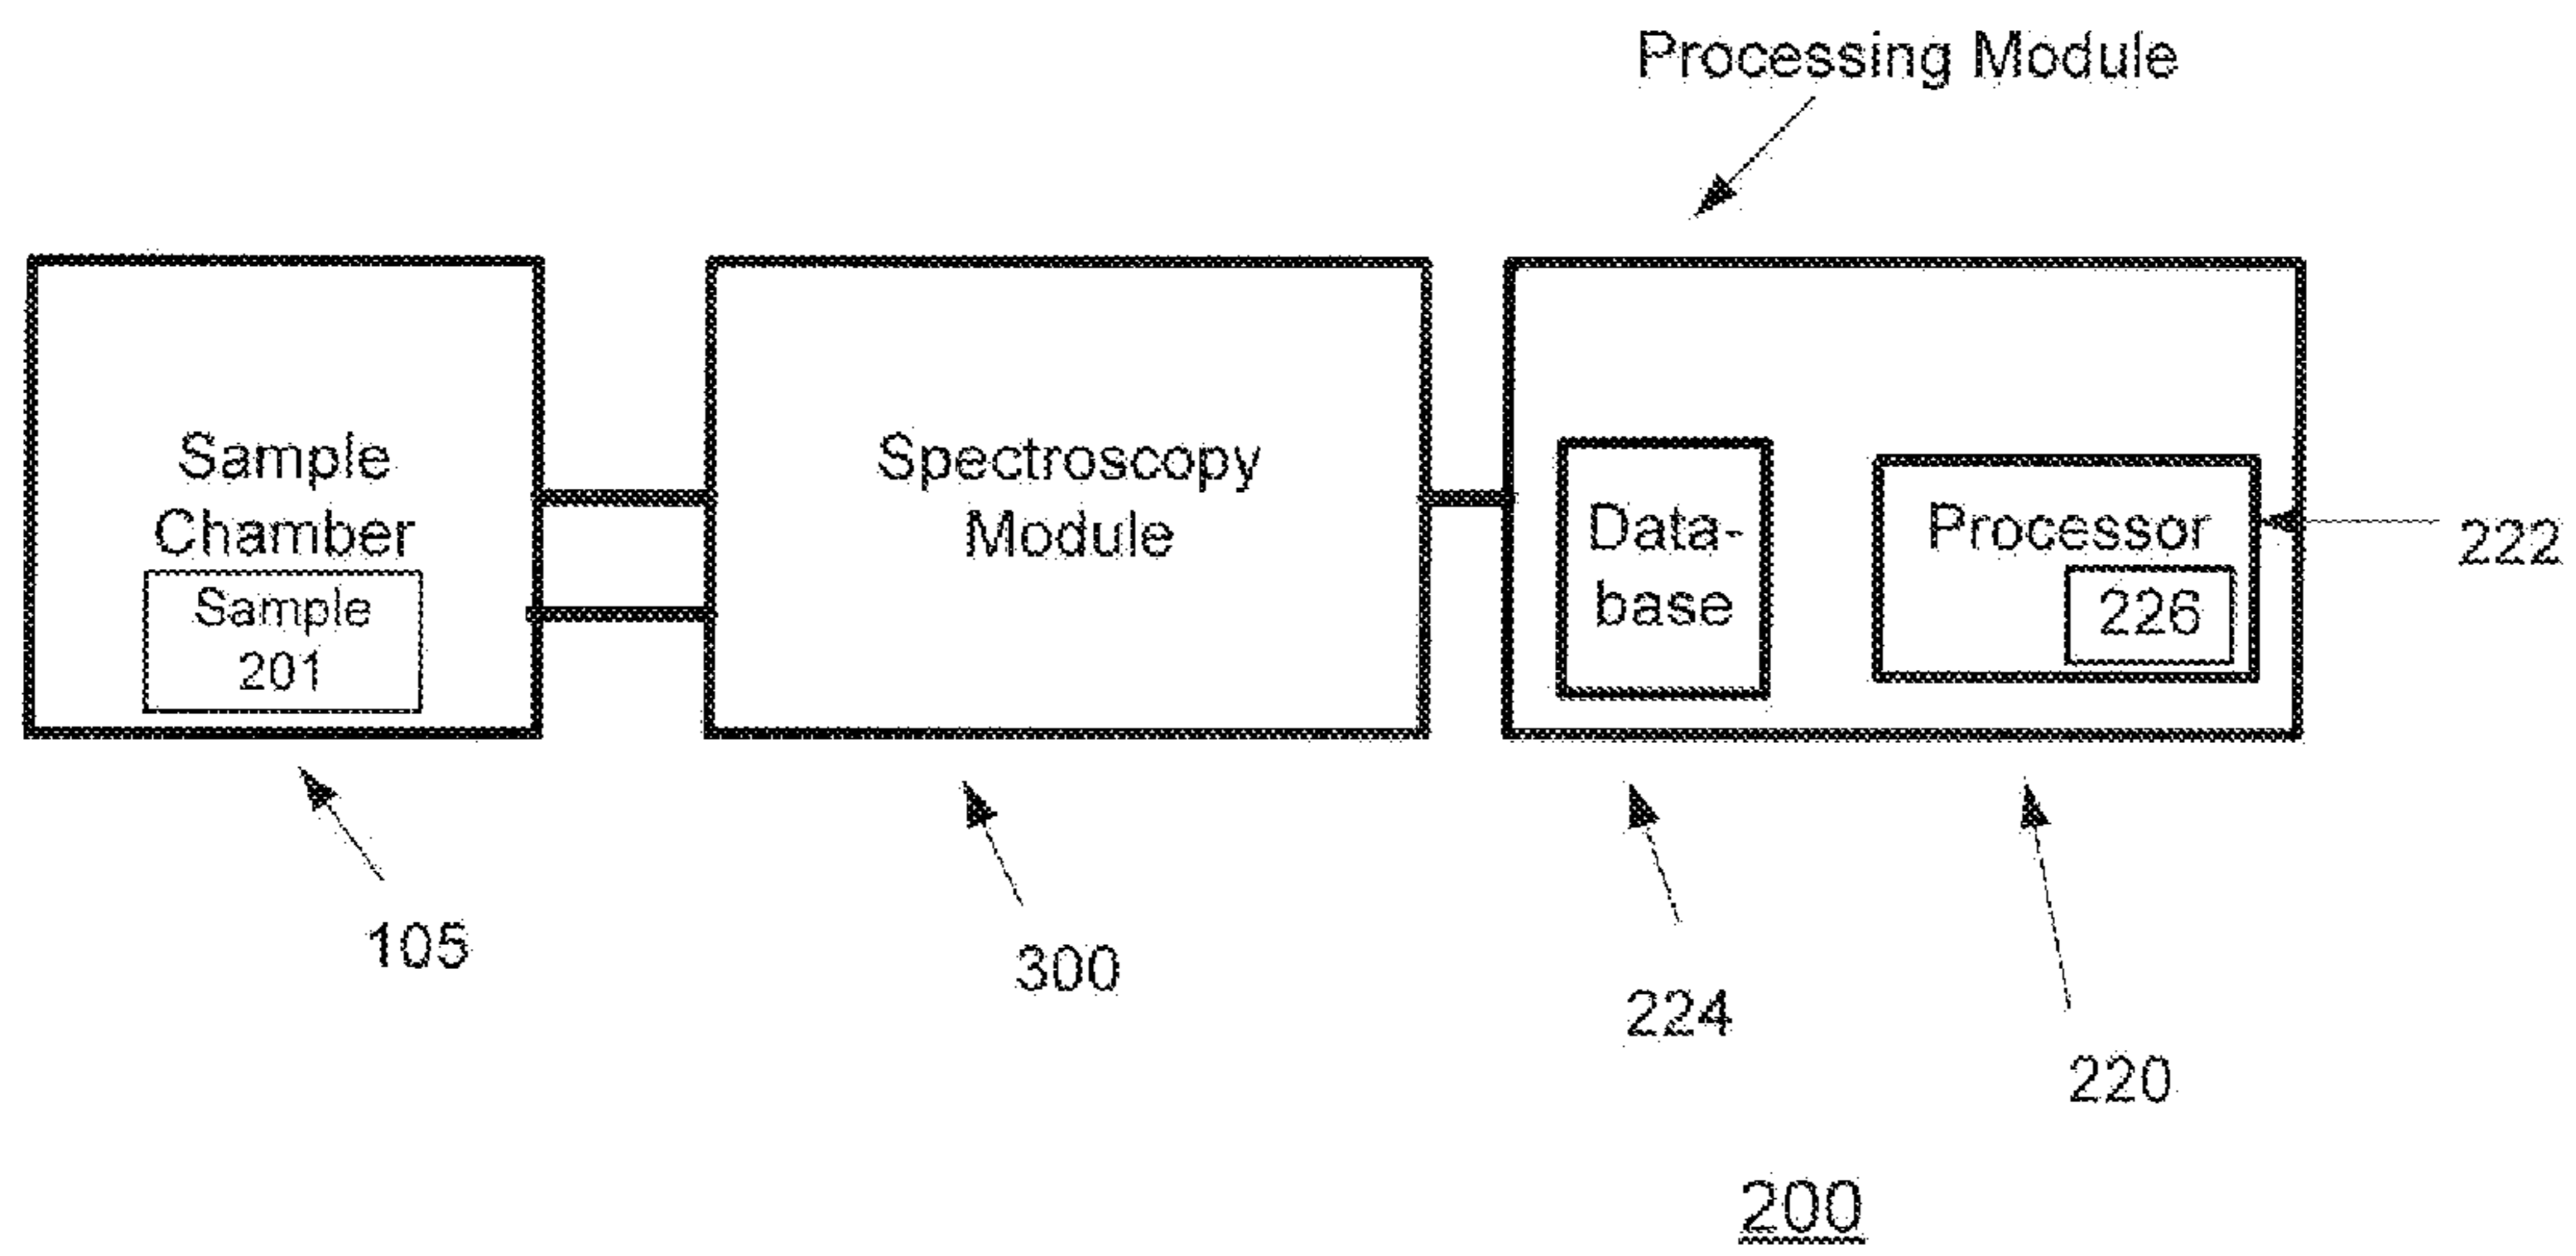 Processing Module
Sample
Chamber
Sample
201
Spectroscopy
Module
Data-
base
Processor
226
222
105
300
224
220
200